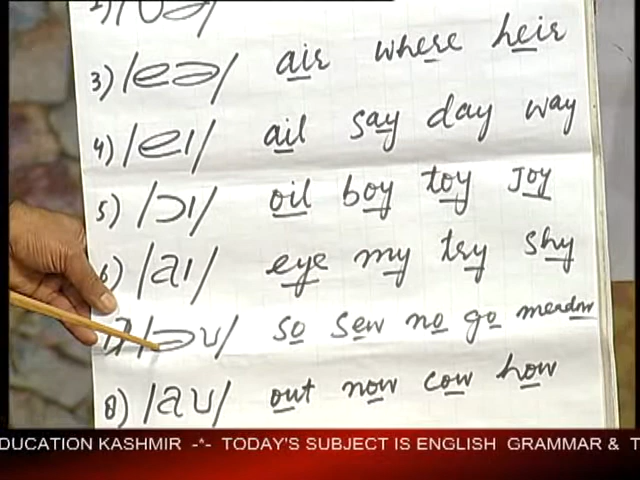 2) /ʊə/
3) /eə/ air where heir
4) /eɪ/ ail say day way
5) /ɔɪ/ oil boy toy Joy
6) /aɪ/ eye my try shy
7) /əʊ/ so sew no go meadow
8) /aʊ/ out now cow how
DUCATION KASHMIR -*- TODAY'S SUBJECT IS ENGLISH GRAMMAR & T